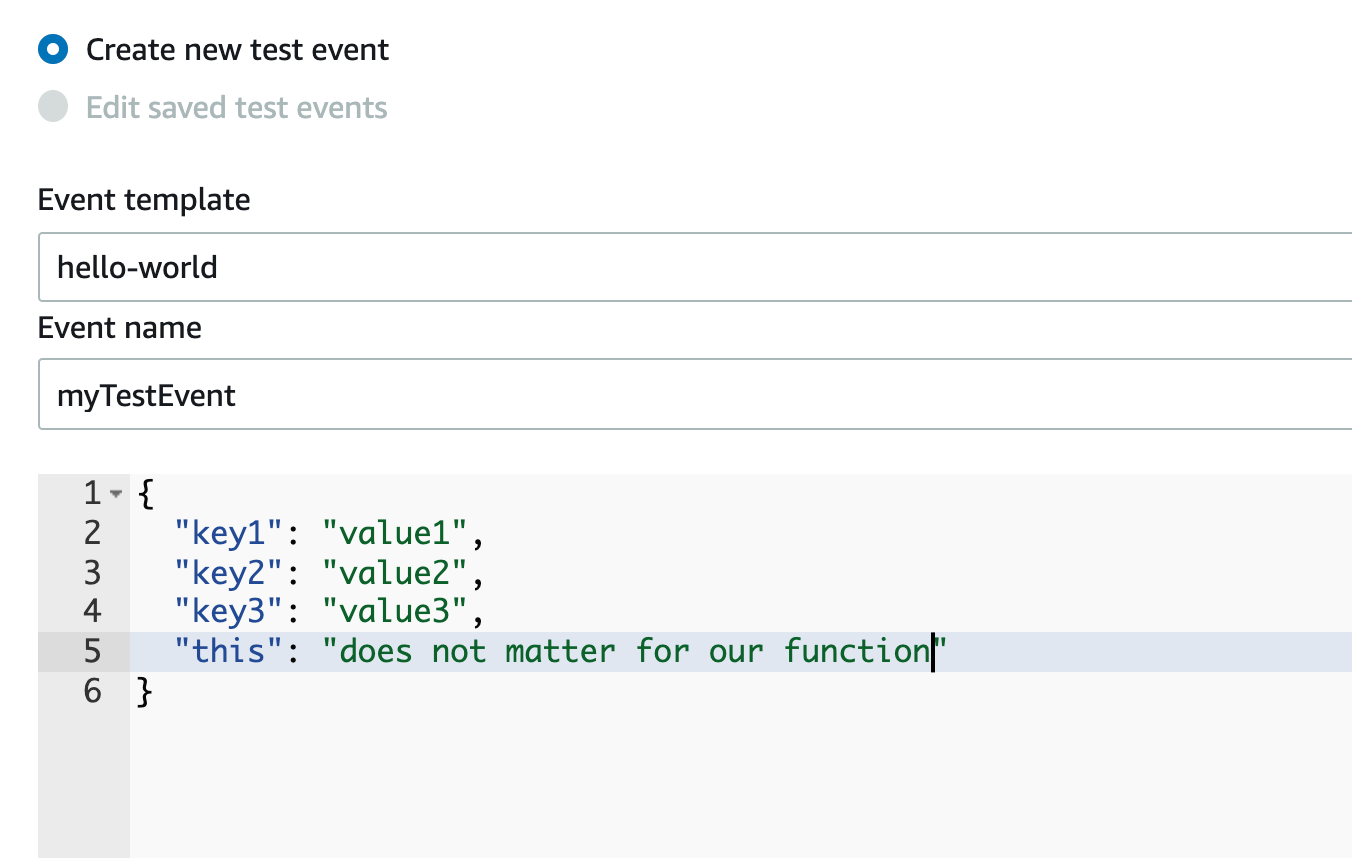 Create new test event
Edit saved test events
Event template
hello-world
Event name
myTestEvent
1 {
2 "key1": "value1",
3 "key2": "value2",
4 "key3": "value3",
5 "this": "does not matter for our function"
6 }